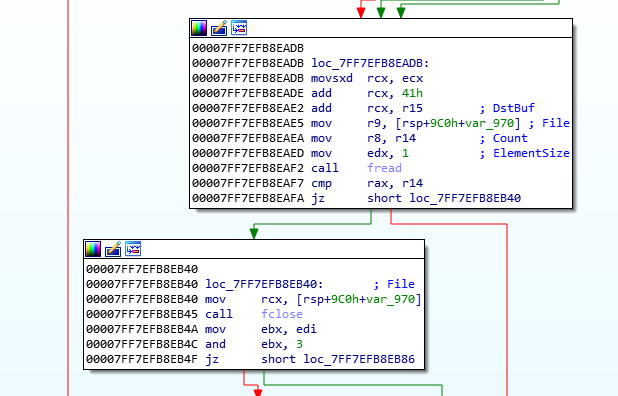 00007FF7EFB8EADB
00007FF7EFB8EADB loc_7FF7EFB8EADB:
00007FF7EFB8EADB movsxd rcx, ecx
00007FF7EFB8EADE add rcx, 41h
00007FF7EFB8EAE2 add rcx, r15 ; DstBuf
00007FF7EFB8EAE5 mov r9, [rsp+9C0h+var_970] ; File
00007FF7EFB8EAEA mov r8, r14 ; Count
00007FF7EFB8EAED mov edx, 1 ; ElementSize
00007FF7EFB8EAF2 call fread
00007FF7EFB8EAF7 cmp rax, r14
00007FF7EFB8EAFA jz short loc_7FF7EFB8EB40
00007FF7EFB8EB40
00007FF7EFB8EB40 loc_7FF7EFB8EB40: ; File
00007FF7EFB8EB40 mov rcx, [rsp+9C0h+var_970]
00007FF7EFB8EB45 call fclose
00007FF7EFB8EB4A mov ebx, edi
00007FF7EFB8EB4C and ebx, 3
00007FF7EFB8EB4F jz short loc_7FF7EFB8EB86